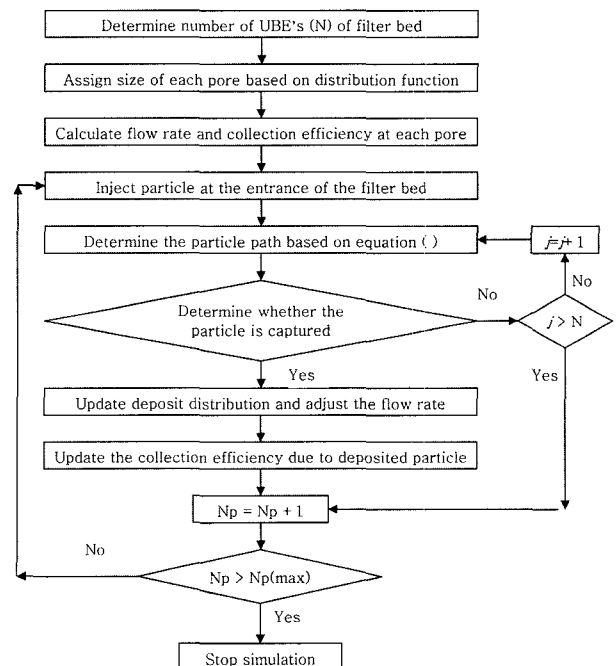 Determine number of UBE's (N) of filter bed
Assign size of each pore based on distribution function
Calculate flow rate and collection efficiency at each pore
Inject particle at the entrance of the filter bed
Determine the particle path based on equation ( )
j=j+ 1
No
Determine whether the
particle is captured
No
j > N
Yes
Yes
Update deposit distribution and adjust the flow rate
Update the collection efficiency due to deposited particle
Np = Np + 1
No
Np > Np(max)
Yes
Stop simulation